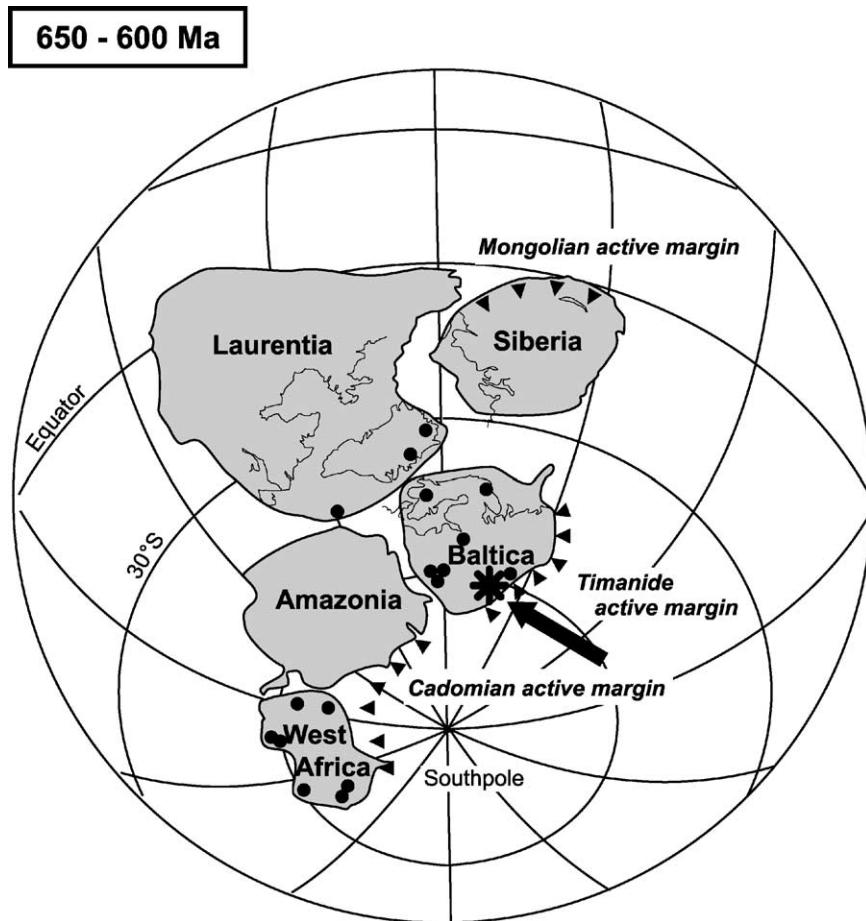 650 - 600 Ma
Mongolian active margin
Laurentia
Siberia
Equator
30°S
Baltica
Amazonia
Timanide
active margin
Cadomian active margin
West
Africa
Southpole